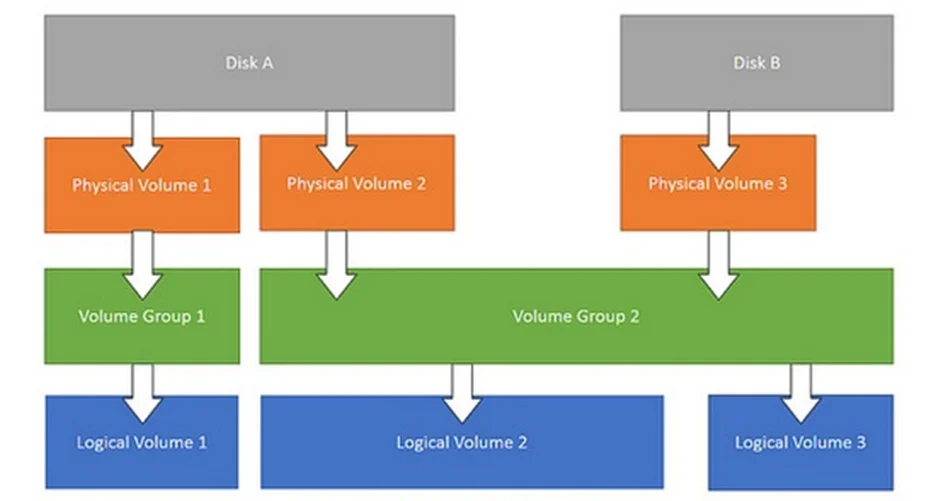 Disk A
Disk B
Physical Volume 1
Physical Volume 2
Physical Volume 3
Volume Group 1
Volume Group 2
Logical Volume 1
Logical Volume 2
Logical Volume 3